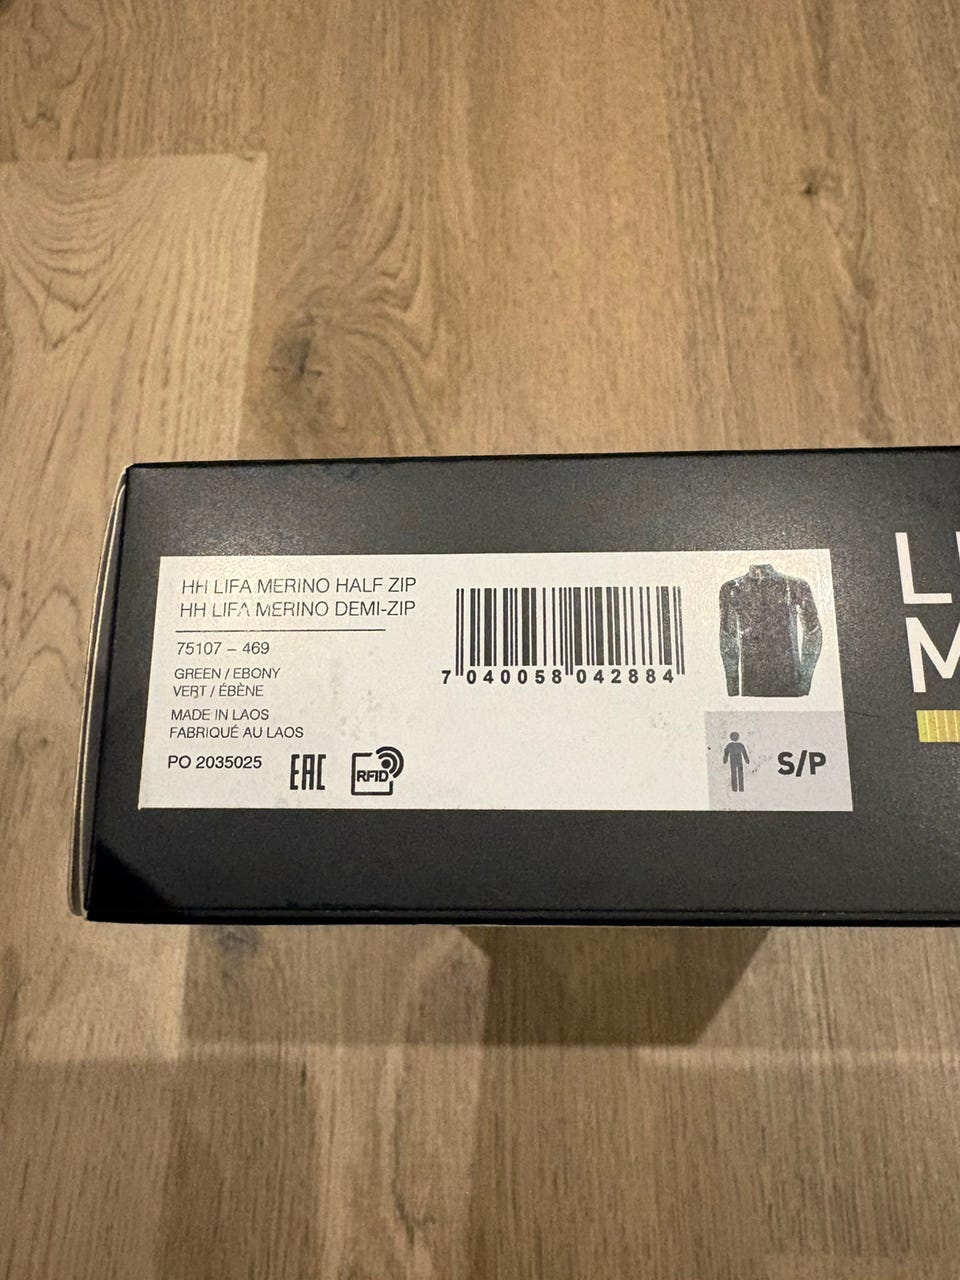 HH LIFA MERINO HALF ZIP
HH LIFA MERINO DEMI-ZIP
75107 – 469
GREEN / EBONY
VERT / ÉBÈNE
MADE IN LAOS
FABRIQUÉ AU LAOS
PO 2035025
EAC
RFID
7 040058 042884
S/P